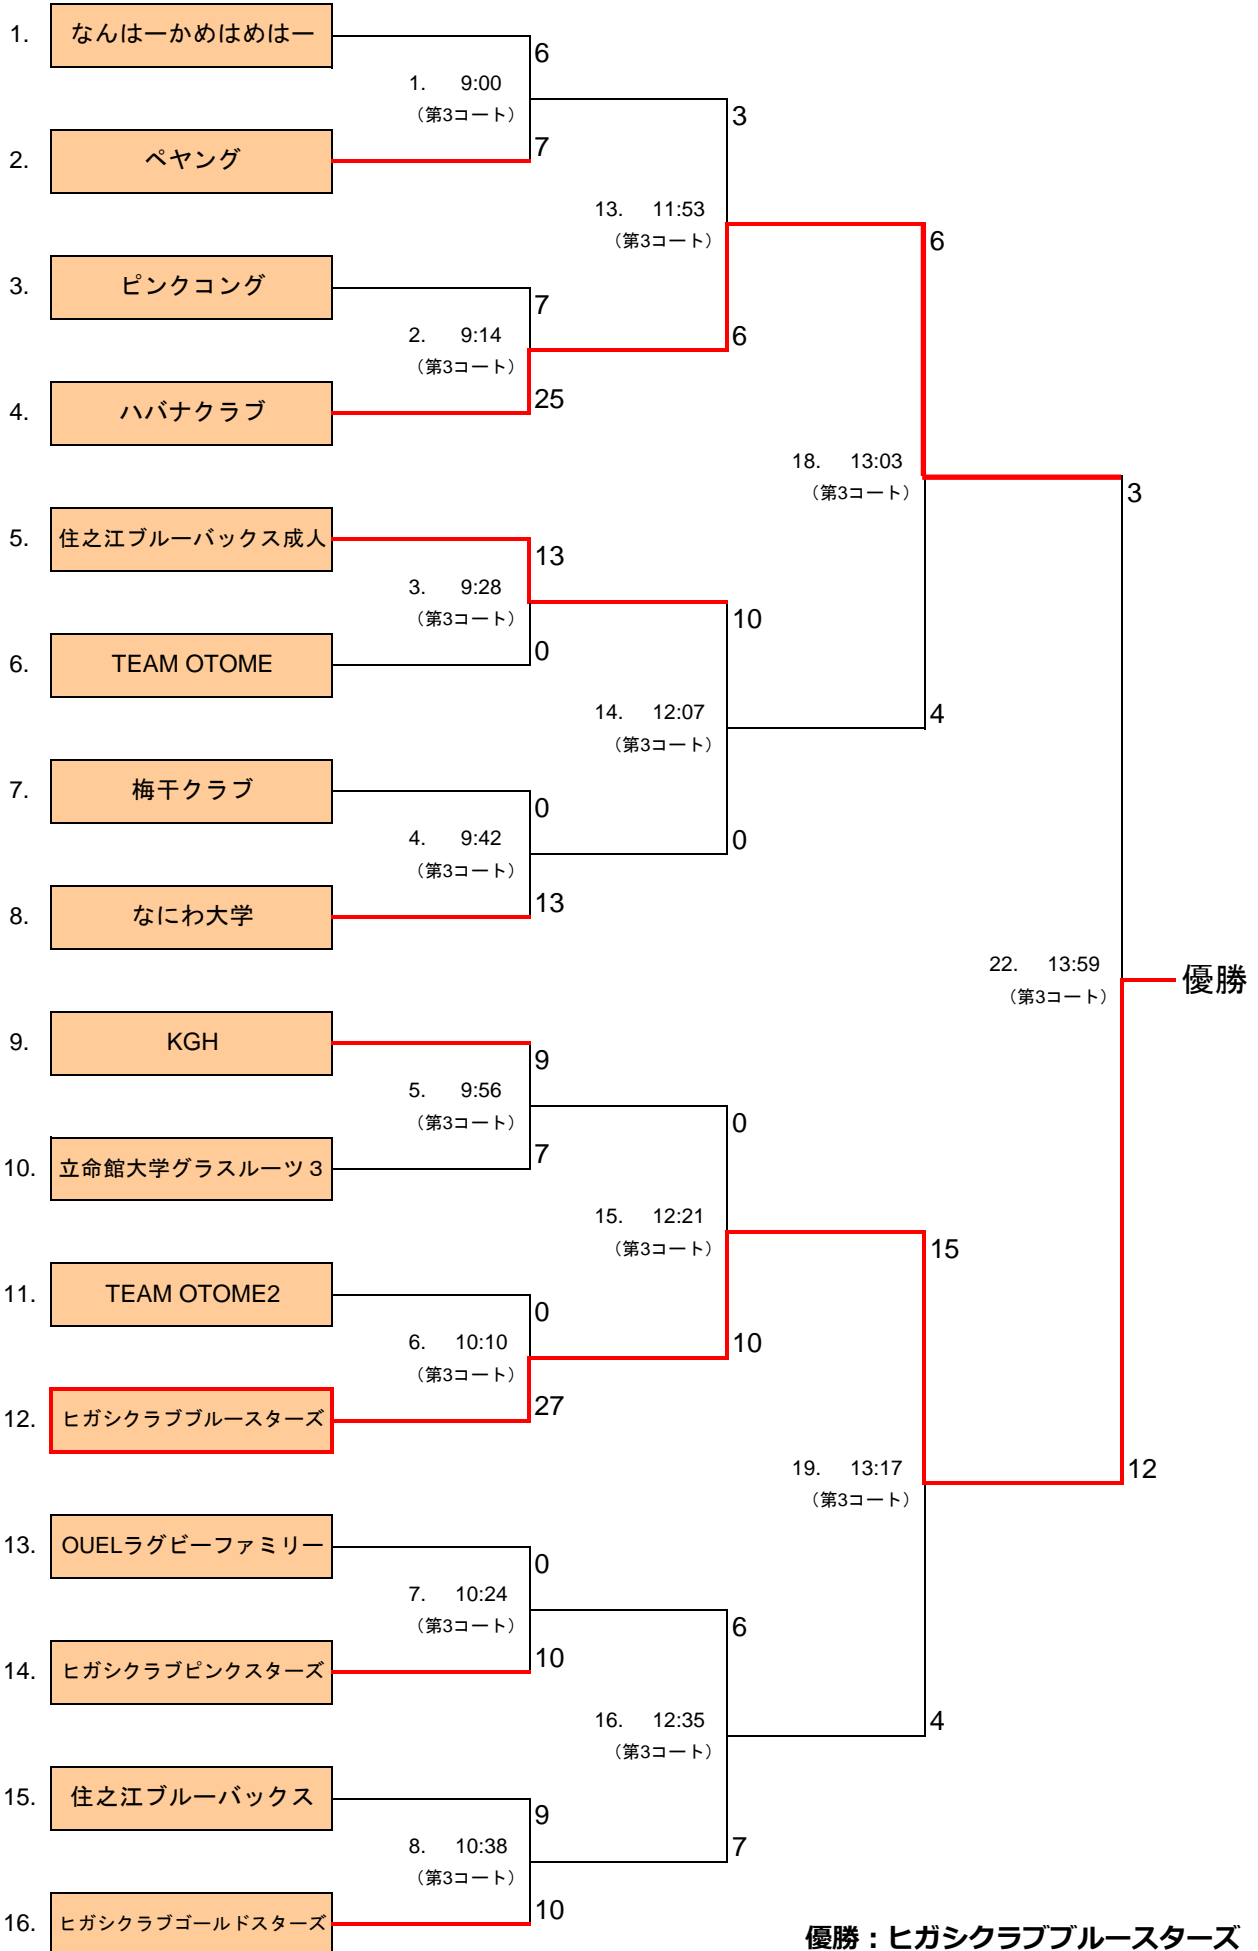 1. なんはーかめはめはー
6
1. 9:00
（第3コート）
3
2. ペヤング
7
13. 11:53
（第3コート）
6
3. ピンクコング
7
2. 9:14
（第3コート）
6
4. ハバナクラブ
25
18. 13:03
（第3コート）
3
5. 住之江ブルーバックス成人
13
3. 9:28
（第3コート）
10
6. TEAM OTOME
0
14. 12:07
（第3コート）
4
7. 梅干クラブ
0
4. 9:42
（第3コート）
0
8. なにわ大学
13
22. 13:59
（第3コート）
優勝
9. KGH
9
5. 9:56
（第3コート）
0
10. 立命館大学グラスルーツ３
7
15. 12:21
（第3コート）
15
11. TEAM OTOME2
0
6. 10:10
（第3コート）
10
12. ヒガシクラブブルースターズ
27
19. 13:17
（第3コート）
12
13. OUELラグビーファミリー
0
7. 10:24
（第3コート）
6
14. ヒガシクラブピンクスターズ
10
16. 12:35
（第3コート）
4
15. 住之江ブルーバックス
9
8. 10:38
（第3コート）
7
16. ヒガシクラブゴールドスターズ
10
優勝：ヒガシクラブブルースターズ